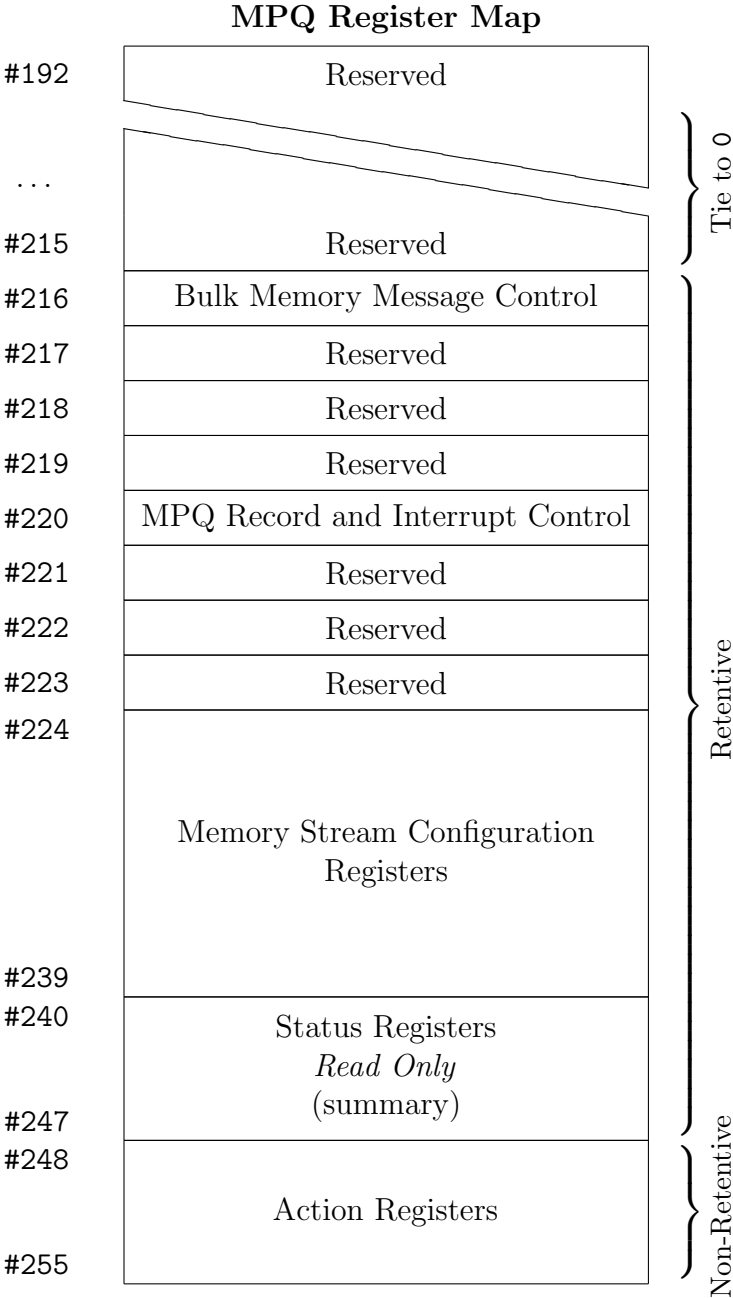 MPQ Register Map
#192 Reserved
...
#215 Reserved
Tie to 0
#216 Bulk Memory Message Control
#217 Reserved
#218 Reserved
#219 Reserved
#220 MPQ Record and Interrupt Control
#221 Reserved
#222 Reserved
#223 Reserved
#224
Memory Stream Configuration
Registers
#239
#240
Status Registers
Read Only
(summary)
#247
Retentive
#248
Action Registers
#255
Non-Retentive